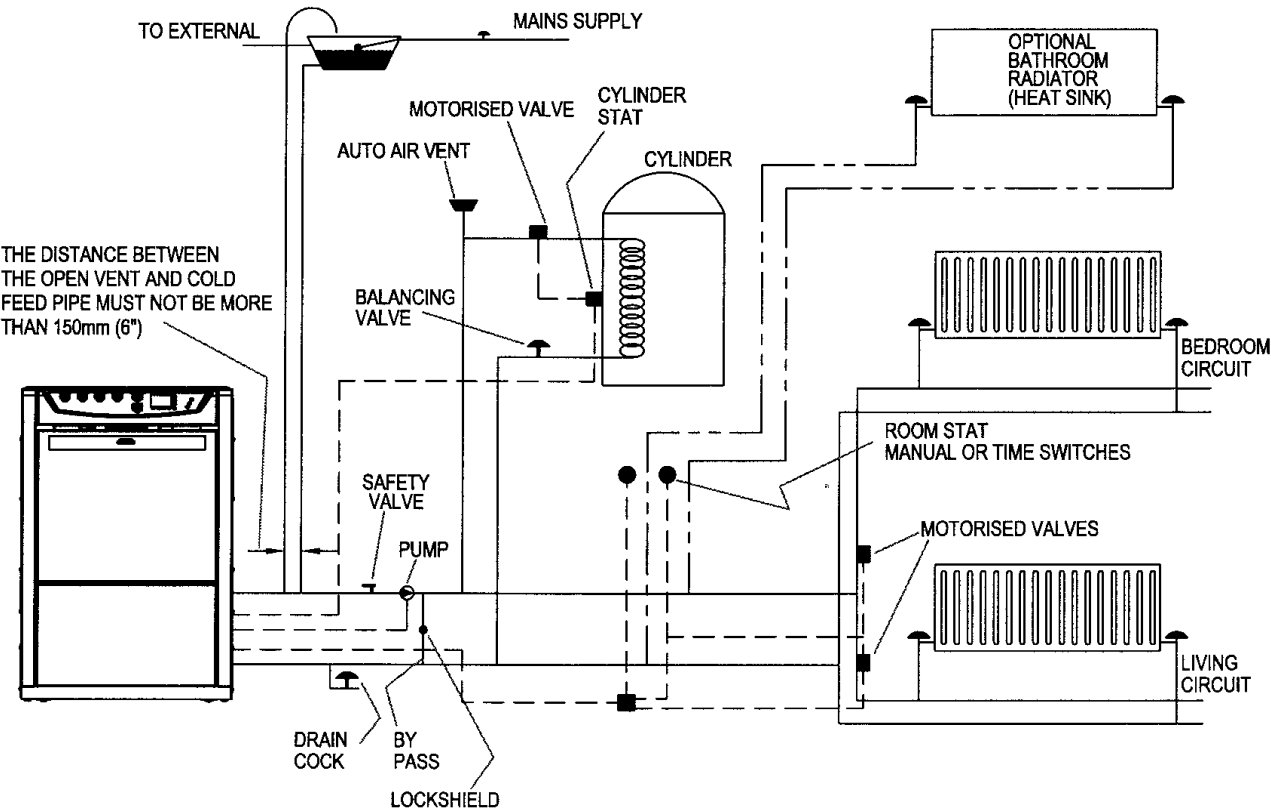 TO EXTERNAL
MAINS SUPPLY
OPTIONAL
BATHROOM
RADIATOR
(HEAT SINK)
MOTORISED VALVE
CYLINDER
STAT
AUTO AIR VENT
CYLINDER
THE DISTANCE BETWEEN
THE OPEN VENT AND COLD
FEED PIPE MUST NOT BE MORE
THAN 150mm (6")
BALANCING
VALVE
BEDROOM
CIRCUIT
ROOM STAT
MANUAL OR TIME SWITCHES
SAFETY
VALVE
PUMP
MOTORISED VALVES
LIVING
CIRCUIT
DRAIN
COCK
BY
PASS
LOCKSHIELD